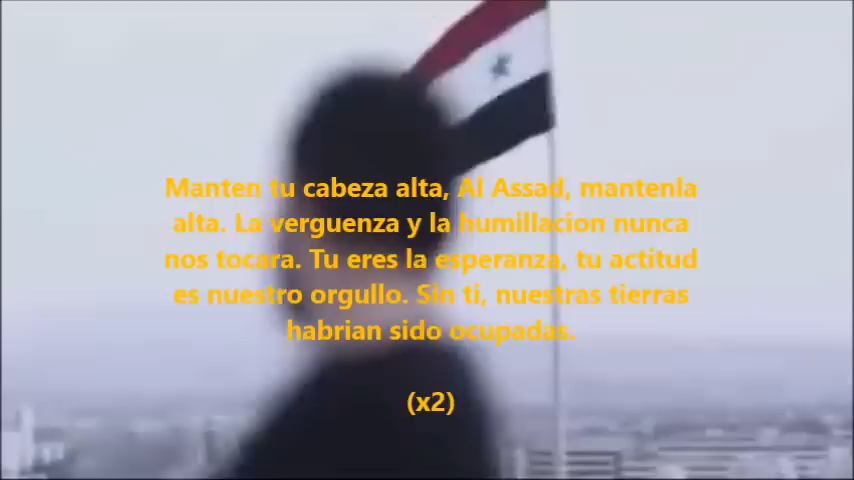 Manten tu cabeza alta, Al Assad, mantenla
alta. La verguenza y la humillacion nunca
nos tocara. Tu eres la esperanza, tu actitud
es nuestro orgullo. Sin ti, nuestras tierras
habrian sido ocupadas.
(x2)